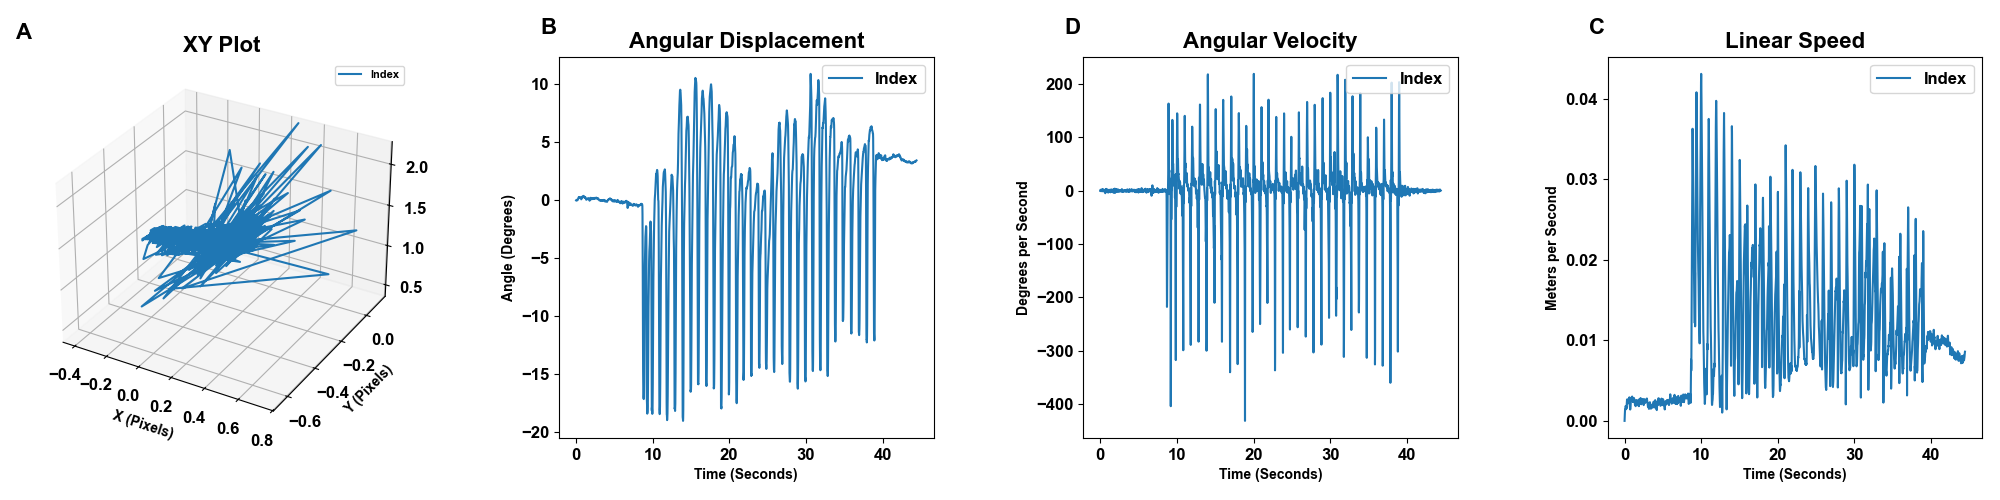 A
XY Plot
Index
2.0
1.5
1.0
0.5
0.0
−0.2
−0.4
−0.6
Y (Pixels)
−0.4
−0.2
0.0
0.2
0.4
0.6
0.8
X (Pixels)
B
Angular Displacement
Index
10
5
0
−5
−10
−15
−20
Angle (Degrees)
0 10 20 30 40
Time (Seconds)
D
Angular Velocity
Index
200
100
0
−100
−200
−300
−400
Degrees per Second
0 10 20 30 40
Time (Seconds)
C
Linear Speed
Index
0.04
0.03
0.02
0.01
0.00
Meters per Second
0 10 20 30 40
Time (Seconds)